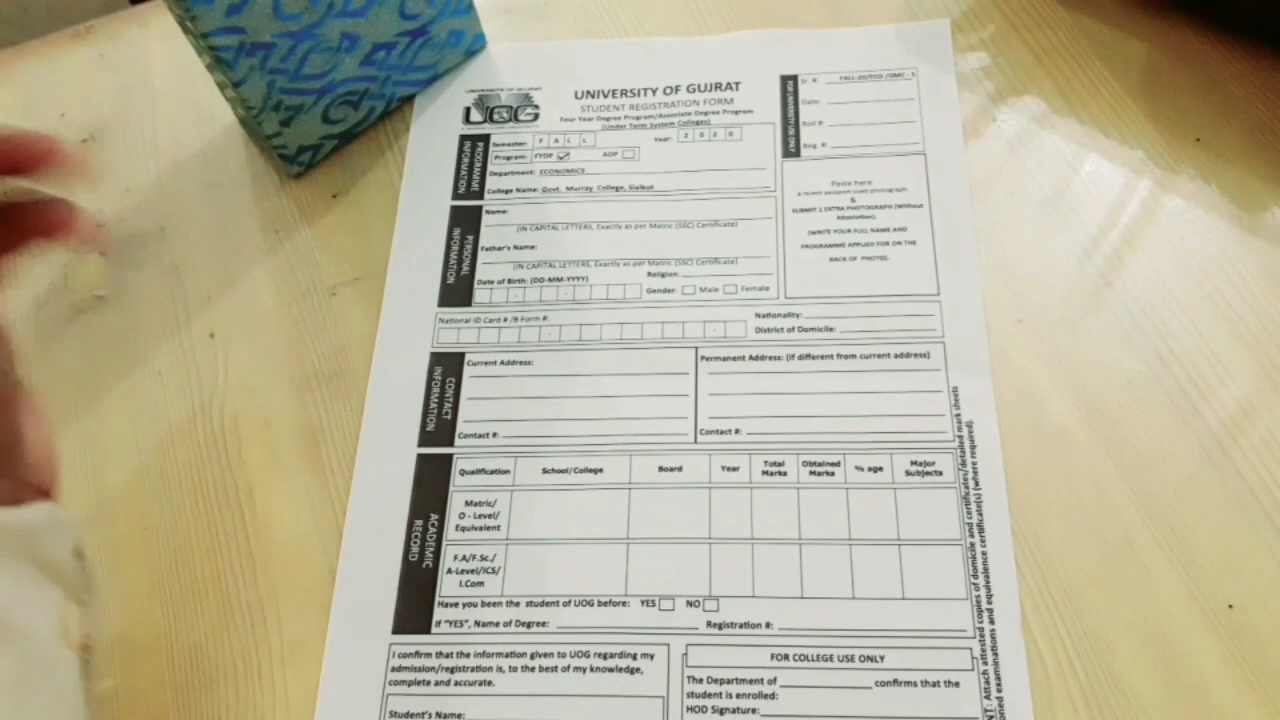 UNIVERSITY OF GUJRAT
UOG
UNIVERSITY OF GUJRAT
STUDENT REGISTRATION FORM
Four Year Degree Program/Associate Degree Program
(Under Term System Colleges)
FOR UNIVERSITY USE ONLY
Sr. #: FALL-20/ECO /GMC - S
Date:
Roll #:
Reg. #:
PROGRAMME INFORMATION
Semester: F A L L Year: 2 0 2 0
Program: FYDP ADP
Department: ECONOMICS
College Name: Govt. Murray College, Sialkot
Paste here
a recent passport sized photograph.
&
SUBMIT 1 EXTRA PHOTOGRAPH (Without
Attestation).
(WRITE YOUR FULL NAME AND
PROGRAMME APPLIED FOR ON THE
BACK OF PHOTO).
PERSONAL INFORMATION
Name:
(IN CAPITAL LETTERS, Exactly as per Matric (SSC) Certificate)
Father's Name:
(IN CAPITAL LETTERS, Exactly as per Matric (SSC) Certificate)
Religion:
Date of Birth: (DD-MM-YYYY)
Gender: Male Female
National ID Card # /B Form #:
Nationality:
District of Domicile:
CONTACT INFORMATION
Current Address:
Contact #:
Permanent Address: (If different from current address)
Contact #:
ACADEMIC RECORD
Qualification School/College Board Year Total Marks Obtained Marks % age Major Subjects
Matric/
O - Level/
Equivalent
F.A/F.Sc./
A-Level/ICS/
I.Com
Have you been the student of UOG before: YES NO
If "YES", Name of Degree: Registration #:
: Attach attested copies of domicile and certificates/detailed mark sheets
examinations and equivalence certificate(s) (where required).
I confirm that the information given to UOG regarding my
admission/registration is, to the best of my knowledge,
complete and accurate.
Student's Name:
FOR COLLEGE USE ONLY
The Department of confirms that the
student is enrolled:
HOD Signature: